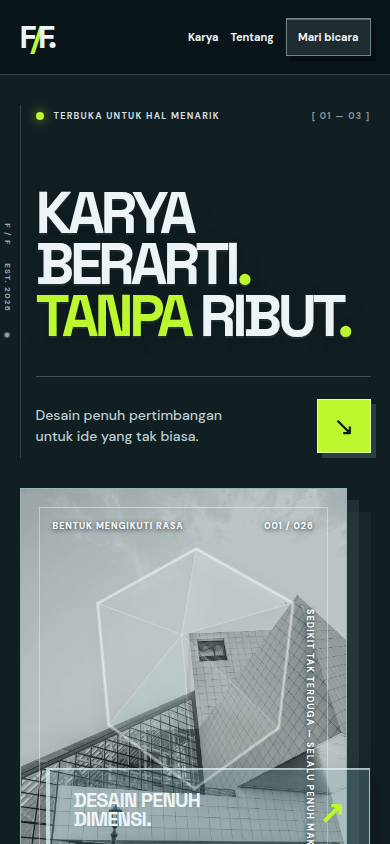 F/F.
Karya Tentang Mari bicara
TERBUKA UNTUK HAL MENARIK [ 01 — 03 ]
F / F EST. 2026
KARYA
BERARTI.
TANPA RIBUT.
Desain penuh pertimbangan
untuk ide yang tak biasa.
BENTUK MENGIKUTI RASA 001 / 026
SEDIKIT TAK TERDUGA — SELALU PENUH
DESAIN PENUH
DIMENSI.